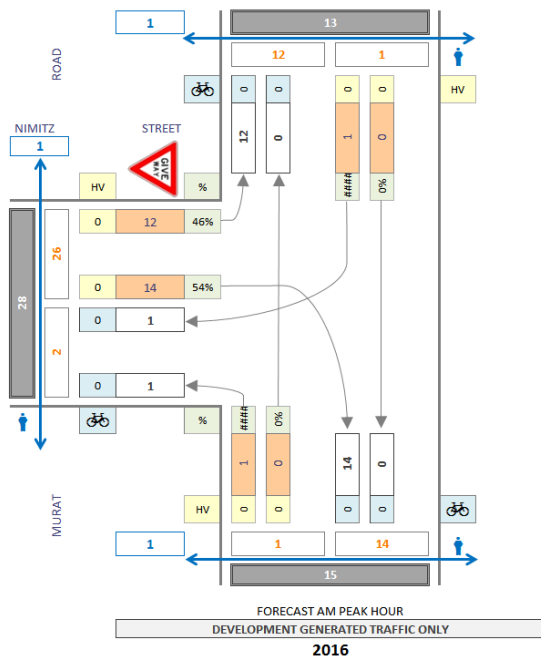 1 13
12 1
ROAD
0 0 0 0 HV
NIMITZ STREET
1
12 0 1 0
GIVE WAY
HV % #### 0%
0 12 46%
26
0 14 54%
28
0 1
2
0 1
% #### 0%
1 0 14 0
MURAT
HV 0 0 0 0
1 1 14
15
FORECAST AM PEAK HOUR
DEVELOPMENT GENERATED TRAFFIC ONLY
2016